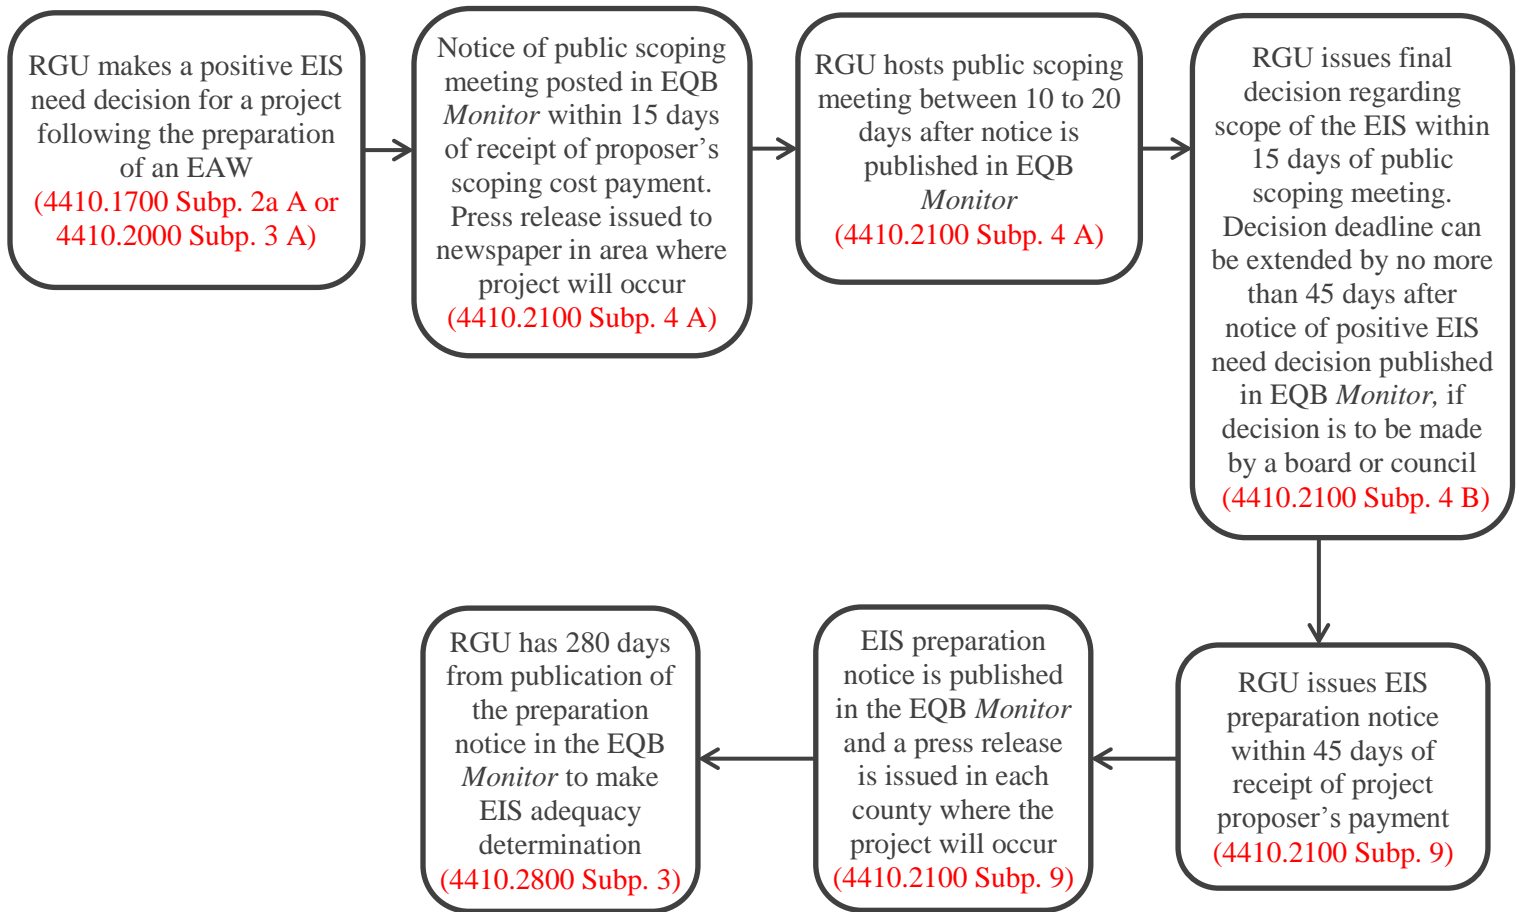 RGU makes a positive EIS
need decision for a project
following the preparation
of an EAW
(4410.1700 Subp. 2a A or
4410.2000 Subp. 3 A)
Notice of public scoping
meeting posted in EQB
Monitor within 15 days
of receipt of proposer’s
scoping cost payment.
Press release issued to
newspaper in area where
project will occur
(4410.2100 Subp. 4 A)
RGU hosts public scoping
meeting between 10 to 20
days after notice is
published in EQB
Monitor
(4410.2100 Subp. 4 A)
RGU issues final
decision regarding
scope of the EIS within
15 days of public
scoping meeting.
Decision deadline can
be extended by no more
than 45 days after
notice of positive EIS
need decision published
in EQB Monitor, if
decision is to be made
by a board or council
(4410.2100 Subp. 4 B)
RGU issues EIS
preparation notice
within 45 days of
receipt of project
proposer’s payment
(4410.2100 Subp. 9)
EIS preparation
notice is published
in the EQB Monitor
and a press release
is issued in each
county where the
project will occur
(4410.2100 Subp. 9)
RGU has 280 days
from publication of
the preparation
notice in the EQB
Monitor to make
EIS adequacy
determination
(4410.2800 Subp. 3)